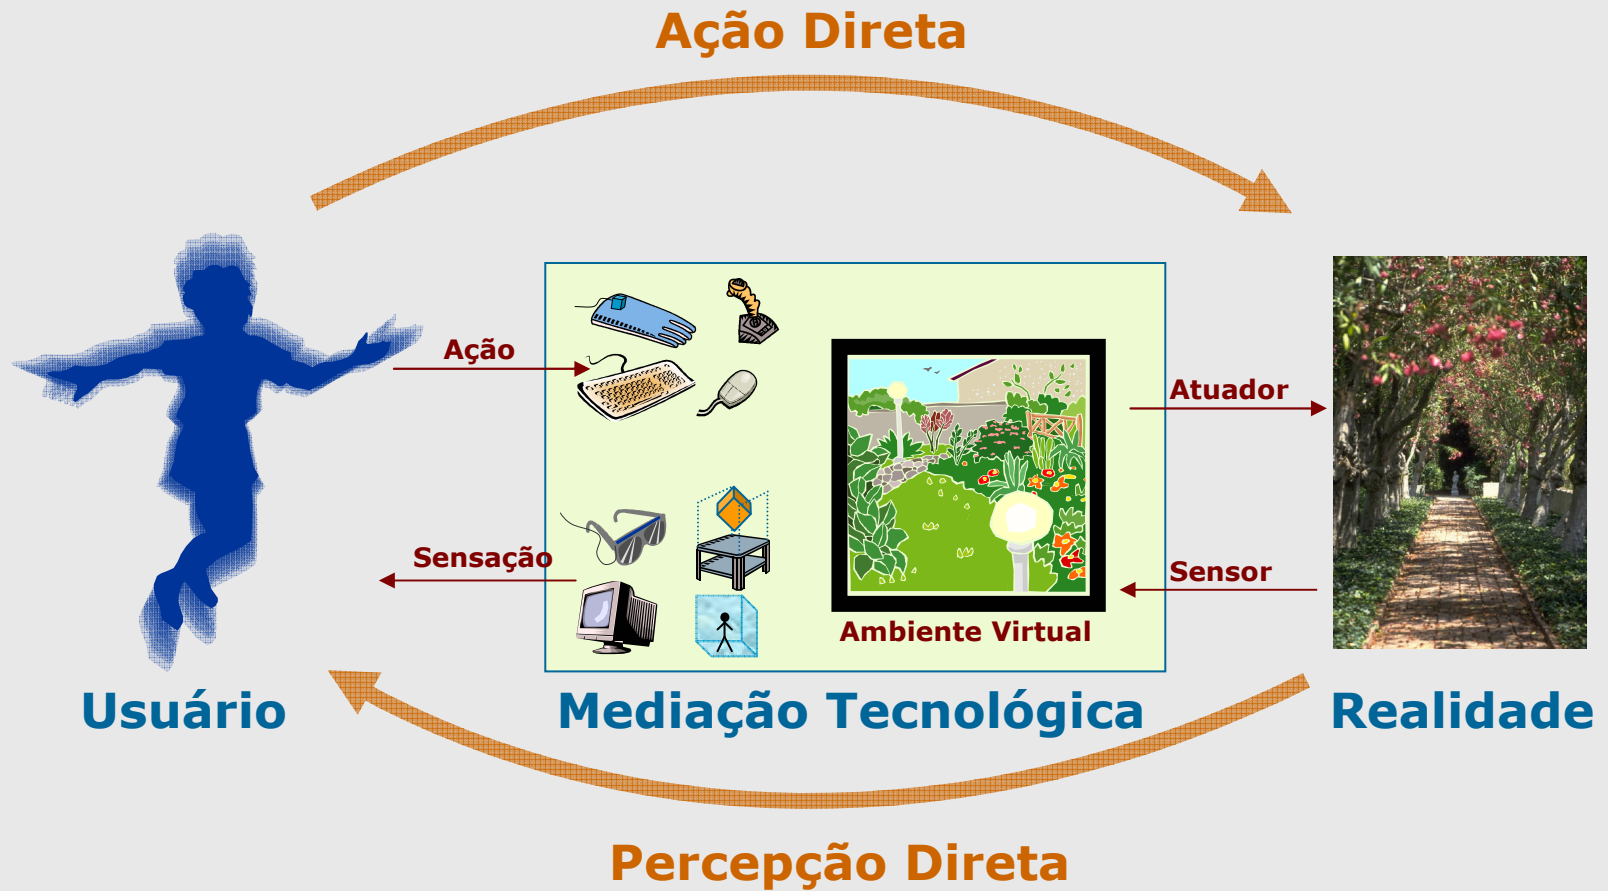 Ação Direta
Ação
Atuador
Sensação
Sensor
Ambiente Virtual
Usuário
Mediação Tecnológica
Realidade
Percepção Direta